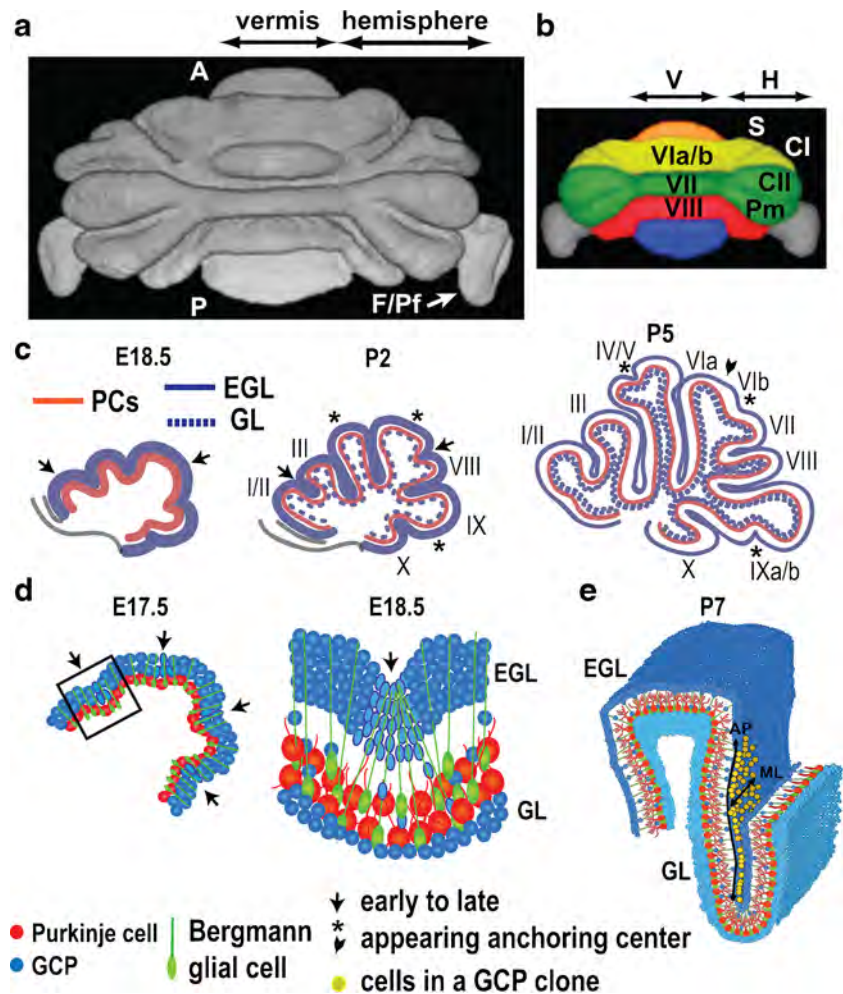 a
vermis hemisphere
A
P
F/Pf
b
V H
S
CI
VIa/b
VII CII
VIII Pm
c
E18.5
PCs
EGL
GL
P2
*
*
III
I/II
VIII
IX
*
X
P5
IV/V
*
VIa
VIb
*
III
I/II
VII
VIII
X
*
IXa/b
d
E17.5
E18.5
EGL
GL
e
P7
EGL
AP
ML
GL
Purkinje cell
GCP
Bergmann
glial cell
early to late
* appearing anchoring center
cells in a GCP clone